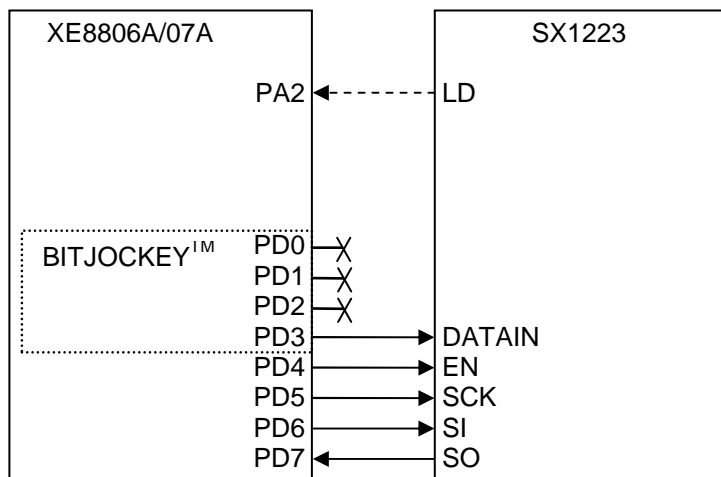 XE8806A/07A
SX1223
PA2
LD
BITJOCKEY™
PD0
PD1
PD2
PD3
DATAIN
PD4
EN
PD5
SCK
PD6
SI
PD7
SO